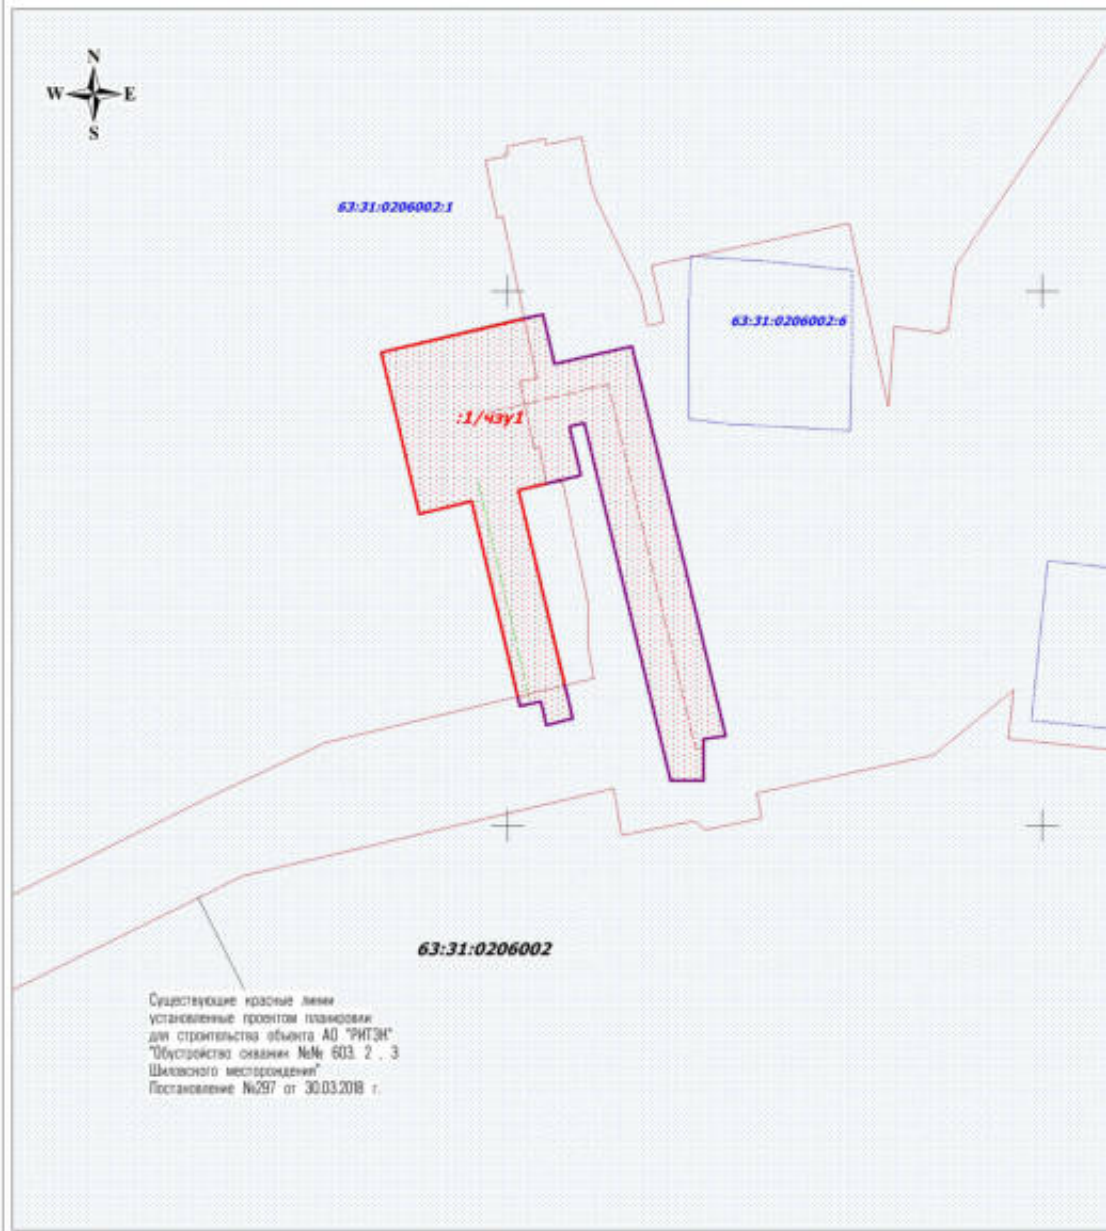 N
W E
S
63:31:0206002:1
63:31:0206002:6
:1/чзу1
63:31:0206002
Существующие красные линии
установленные проектом планировки
для строительства объекта АО "РИТЭК"
"Обустройство скважин №№ 603, 2 , 3
Шиловского месторождения"
Постановление №297 от 30.03.2018 г.